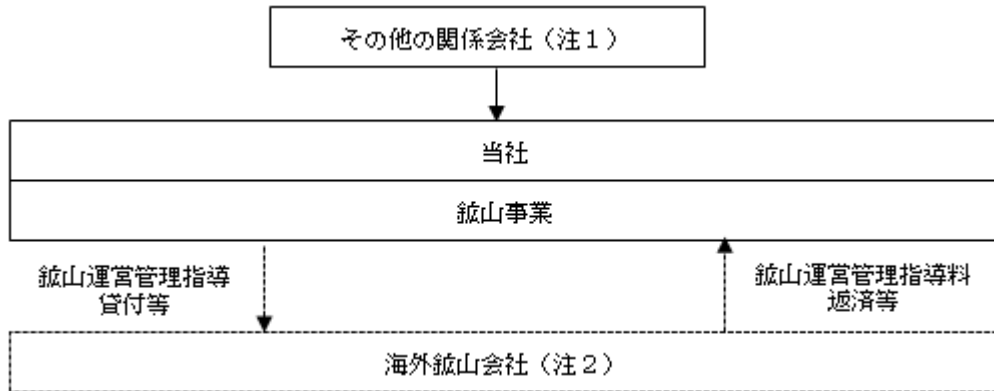 その他の関係会社（注１）
当社
鉱山事業
鉱山運営管理指導
貸付等
鉱山運営管理指導料
返済等
海外鉱山会社（注２）